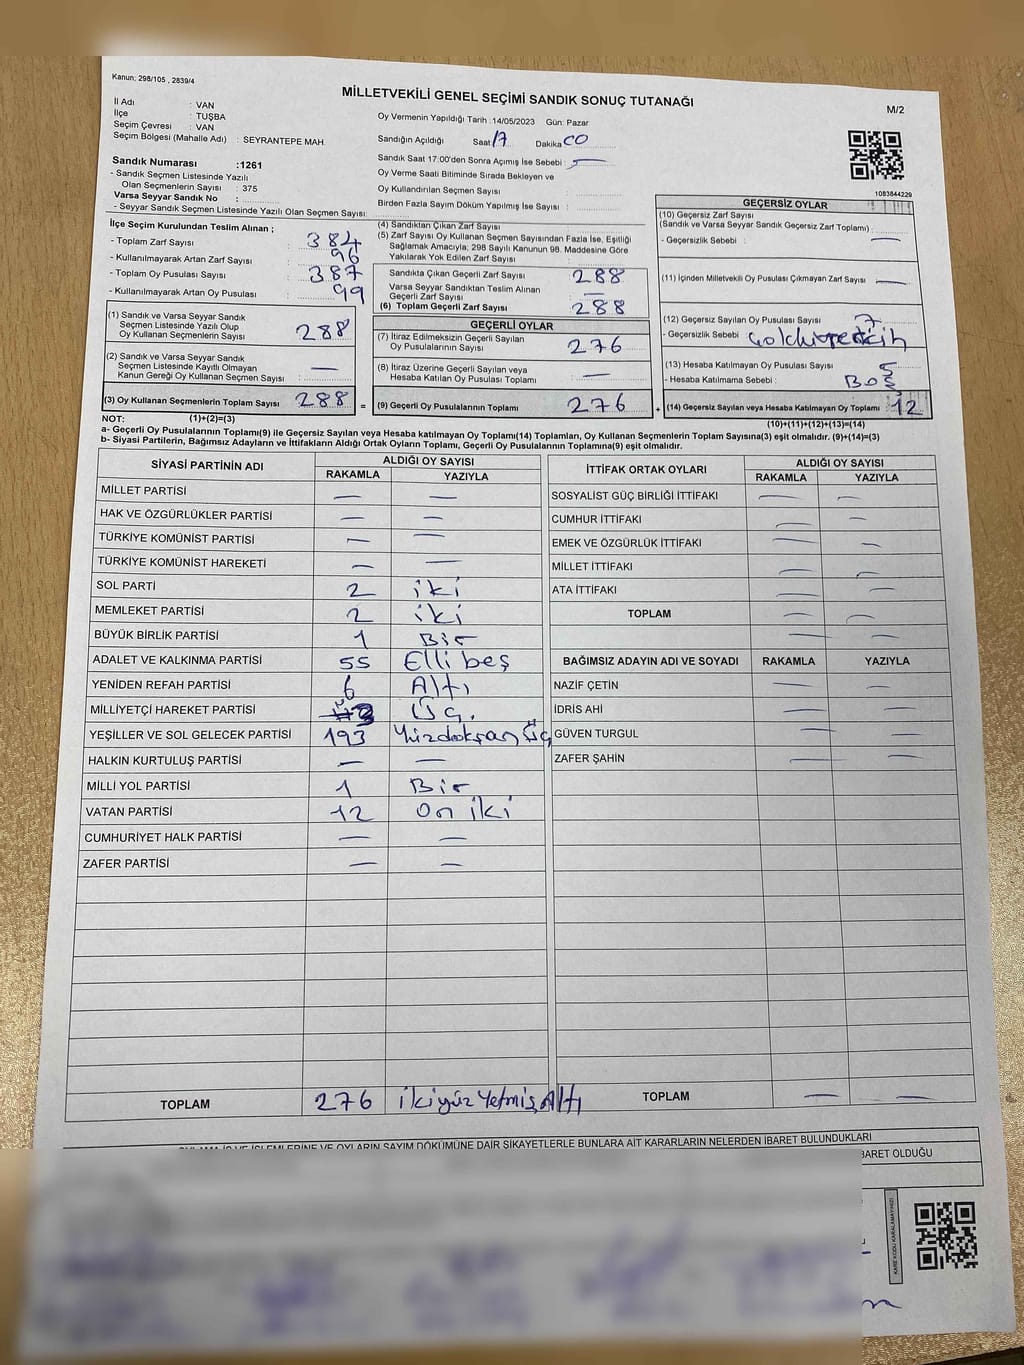 Kanun; 298/105 , 2839/4
MİLLETVEKİLİ GENEL SEÇİMİ SANDIK SONUÇ TUTANAĞI
M/2
İl Adı : VAN
İlçe : TUŞBA
Seçim Çevresi : VAN
Seçim Bölgesi (Mahalle Adı) : SEYRANTEPE MAH.
Sandık Numarası :1261
- Sandık Seçmen Listesinde Yazılı
Olan Seçmenlerin Sayısı : 375
Varsa Seyyar Sandık No :
- Seyyar Sandık Seçmen Listesinde Yazılı Olan Seçmen Sayısı:
Oy Vermenin Yapıldığı Tarih :14/05/2023 Gün: Pazar
Sandığın Açıldığı Saat 17 Dakika 00
Sandık Saat 17:00'den Sonra Açımış İse Sebebi : —
Oy Verme Saati Bitiminde Sırada Bekleyen ve
Oy Kullandırılan Seçmen Sayısı :
Birden Fazla Sayım Döküm Yapılmış İse Sayısı :
1083844229
İlçe Seçim Kurulundan Teslim Alınan ;
- Toplam Zarf Sayısı : 384
- Kullanılmayarak Artan Zarf Sayısı : 96
- Toplam Oy Pusulası Sayısı : 387
- Kullanılmayarak Artan Oy Pusulası : 99
(1) Sandık ve Varsa Seyyar Sandık
Seçmen Listesinde Yazılı Olup
Oy Kullanan Seçmenlerin Sayısı : 288
(2) Sandık ve Varsa Seyyar Sandık
Seçmen Listesinde Kayıtlı Olmayan
Kanun Gereği Oy Kullanan Seçmen Sayısı : —
(3) Oy Kullanan Seçmenlerin Toplam Sayısı : 288 =
(4) Sandıktan Çıkan Zarf Sayısı :
(5) Zarf Sayısı Oy Kullanan Seçmen Sayısından Fazla İse, Eşitliği
Sağlamak Amacıyla; 298 Sayılı Kanunun 98. Maddesine Göre
Yakılarak Yok Edilen Zarf Sayısı :
Sandıkta Çıkan Geçerli Zarf Sayısı : 288
Varsa Seyyar Sandıktan Teslim Alınan
Geçerli Zarf Sayısı : —
(6) Toplam Geçerli Zarf Sayısı : 288
GEÇERLİ OYLAR
(7) İtiraz Edilmeksizin Geçerli Sayılan
Oy Pusulalarının Sayısı : 276
(8) İtiraz Üzerine Geçerli Sayılan veya
Hesaba Katılan Oy Pusulası Toplamı : —
(9) Geçerli Oy Pusulalarının Toplamı : 276 +
GEÇERSİZ OYLAR
(10) Geçersiz Zarf Sayısı
(Sandık ve Varsa Seyyar Sandık Geçersiz Zarf Toplamı) :
- Geçersizlik Sebebi : —
(11) İçinden Milletvekili Oy Pusulası Çıkmayan Zarf Sayısı : —
(12) Geçersiz Sayılan Oy Pusulası Sayısı : 7
- Geçersizlik Sebebi :
(13) Hesaba Katılmayan Oy Pusulası Sayısı : 5
- Hesaba Katılmama Sebebi : Boş
(14) Geçersiz Sayılan veya Hesaba Katılmayan Oy Toplamı : 12
NOT: (1)+(2)=(3)
(10)+(11)+(12)+(13)=(14)
a- Geçerli Oy Pusulalarının Toplamı(9) ile Geçersiz Sayılan veya Hesaba katılmayan Oy Toplamı(14) Toplamları, Oy Kullanan Seçmenlerin Toplam Sayısına(3) eşit olmalıdır. (9)+(14)=(3)
b- Siyasi Partilerin, Bağımsız Adayların ve İttifakların Aldığı Ortak Oyların Toplamı, Geçerli Oy Pusulalarının Toplamına(9) eşit olmalıdır.
SİYASİ PARTİNİN ADI ALDIĞI OY SAYISI
RAKAMLA YAZIYLA
MİLLET PARTİSİ — —
HAK VE ÖZGÜRLÜKLER PARTİSİ — —
TÜRKİYE KOMÜNİST PARTİSİ — —
TÜRKİYE KOMÜNİST HAREKETİ — —
SOL PARTİ 2 iki
MEMLEKET PARTİSİ 2 iki
BÜYÜK BİRLİK PARTİSİ 1 Bir
ADALET VE KALKINMA PARTİSİ 55 Elli beş
YENİDEN REFAH PARTİSİ 6 Altı
MİLLİYETÇİ HAREKET PARTİSİ 3 Üç.
YEŞİLLER VE SOL GELECEK PARTİSİ 193 Yüzdoksan Üç
HALKIN KURTULUŞ PARTİSİ — —
MİLLİ YOL PARTİSİ 1 Bir
VATAN PARTİSİ 12 On iki
CUMHURİYET HALK PARTİSİ — —
ZAFER PARTİSİ — —
TOPLAM 276 ikiyüz Yetmiş Altı
İTTİFAK ORTAK OYLARI ALDIĞI OY SAYISI
RAKAMLA YAZIYLA
SOSYALİST GÜÇ BİRLİĞİ İTTİFAKI — —
CUMHUR İTTİFAKI — —
EMEK VE ÖZGÜRLÜK İTTİFAKI — —
MİLLET İTTİFAKI — —
ATA İTTİFAKI — —
TOPLAM — —
BAĞIMSIZ ADAYIN ADI VE SOYADI RAKAMLA YAZIYLA
NAZİF ÇETİN — —
İDRİS AHİ — —
GÜVEN TURGUL — —
ZAFER ŞAHİN — —
TOPLAM — —
OYLAMA İŞ VE İŞLEMLERİNE VE OYLARIN SAYIM DÖKÜMÜNE DAİR ŞİKAYETLERLE BUNLARA AİT KARARLARIN NELERDEN İBARET BULUNDUKLARI
BARET OLDUĞU
KARE KODU KARALAMAYINIZ!